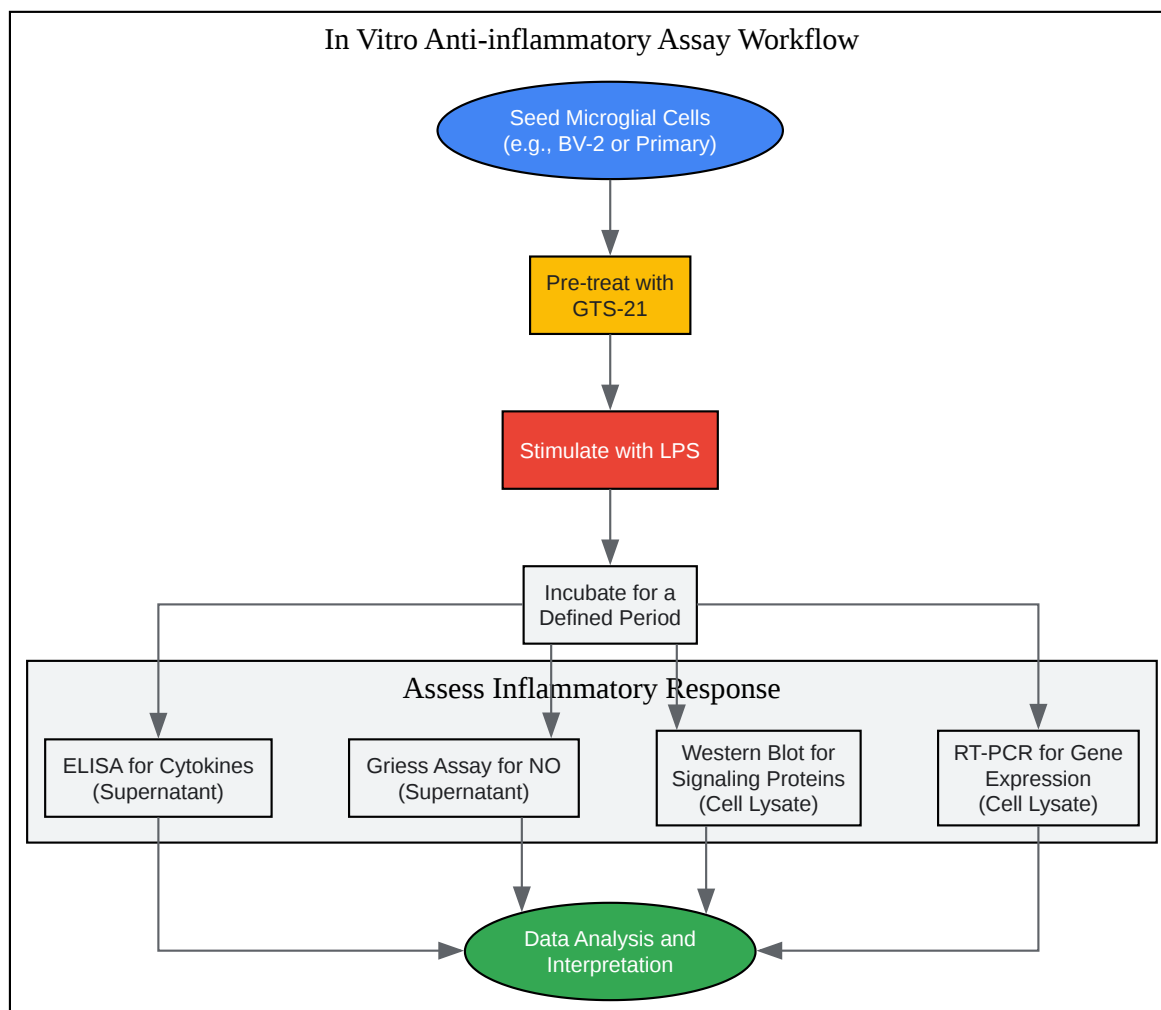 In Vitro Anti-inflammatory Assay Workflow
Seed Microglial Cells
(e.g., BV-2 or Primary)
Pre-treat with
GTS-21
Stimulate with LPS
Incubate for a
Defined Period
Assess Inflammatory Response
ELISA for Cytokines
(Supernatant)
Griess Assay for NO
(Supernatant)
Western Blot for
Signaling Proteins
(Cell Lysate)
RT-PCR for Gene
Expression
(Cell Lysate)
Data Analysis and
Interpretation